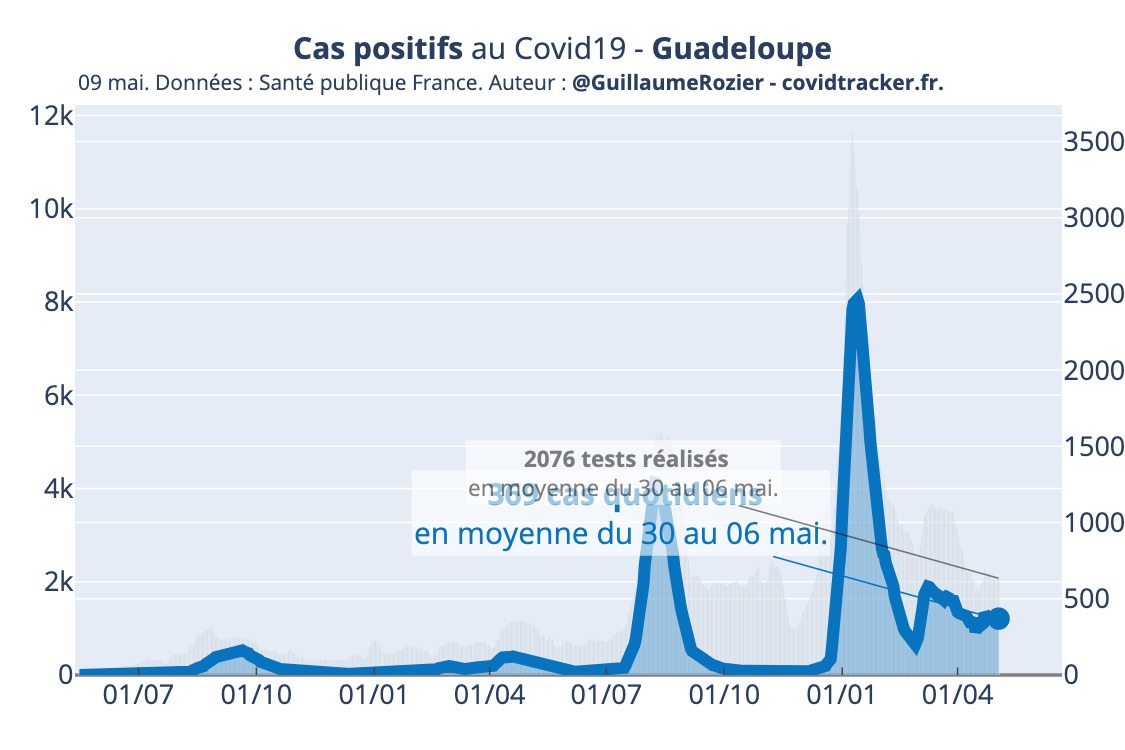 Cas positifs au Covid19 - Guadeloupe
09 mai. Données : Santé publique France. Auteur : @GuillaumeRozier - covidtracker.fr.
12k
10k
8k
6k
4k
2k
0
3500
3000
2500
2000
1500
1000
500
0
2076 tests réalisés
en moyenne du 30 au 06 mai.
369 cas quotidiens
en moyenne du 30 au 06 mai.
01/07
01/10
01/01
01/04
01/07
01/10
01/01
01/04